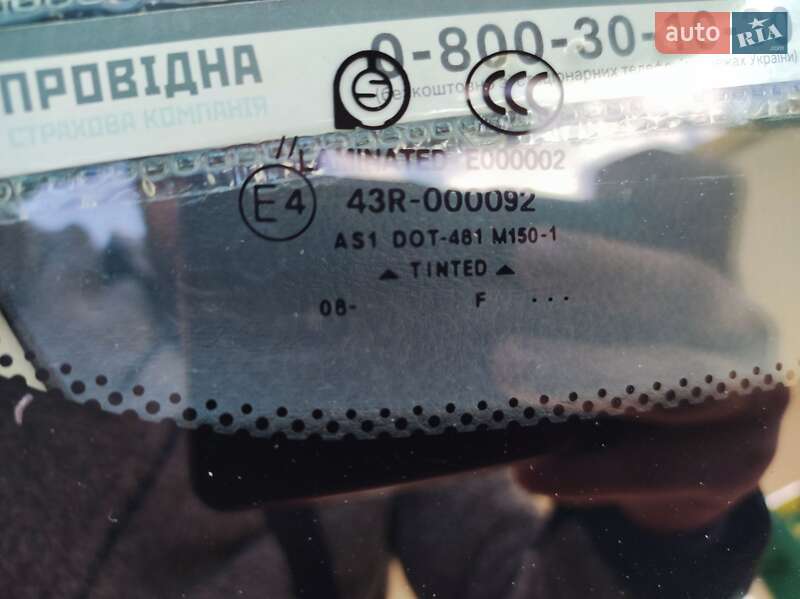 auto RIA
ПРОВІДНА
СТРАХОВА КОМПАНІЯ
0-800-30-
// LAMINATED E000002
E4 43R-000092
AS1 DOT-481 M150-1
▲ TINTED ▲
08- F ...